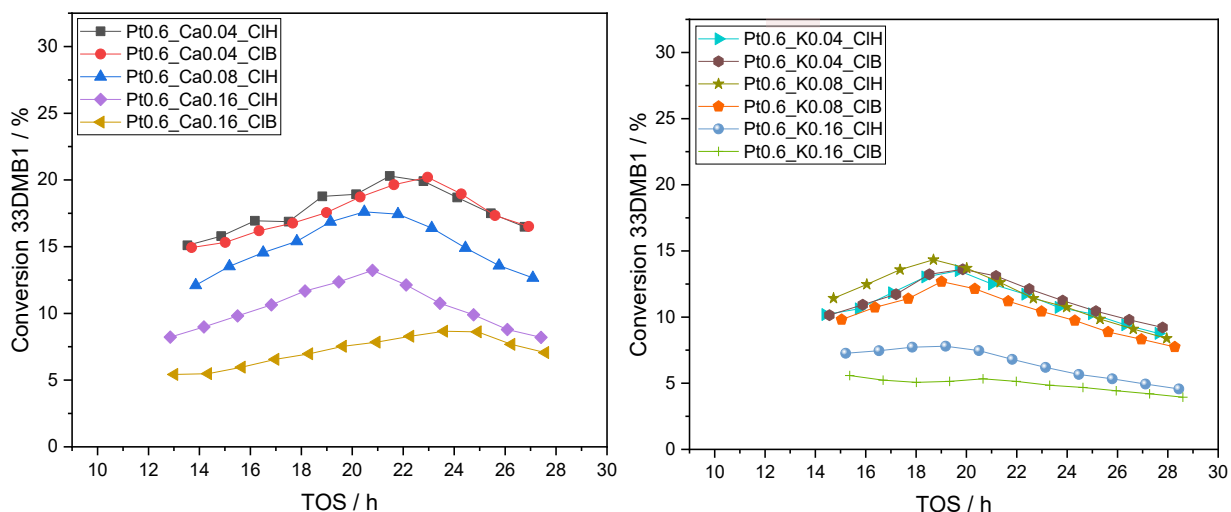 Pt0.6_Ca0.04_ClH
Pt0.6_Ca0.04_ClB
Pt0.6_Ca0.08_ClH
Pt0.6_Ca0.16_ClH
Pt0.6_Ca0.16_ClB
Conversion 33DMB1 / %
30
25
20
15
10
5
0
10 12 14 16 18 20 22 24 26 28 30
TOS / h
Pt0.6_K0.04_ClH
Pt0.6_K0.04_ClB
Pt0.6_K0.08_ClH
Pt0.6_K0.08_ClB
Pt0.6_K0.16_ClH
Pt0.6_K0.16_ClB
Conversion 33DMB1 / %
30
25
20
15
10
5
0
10 12 14 16 18 20 22 24 26 28 30
TOS / h